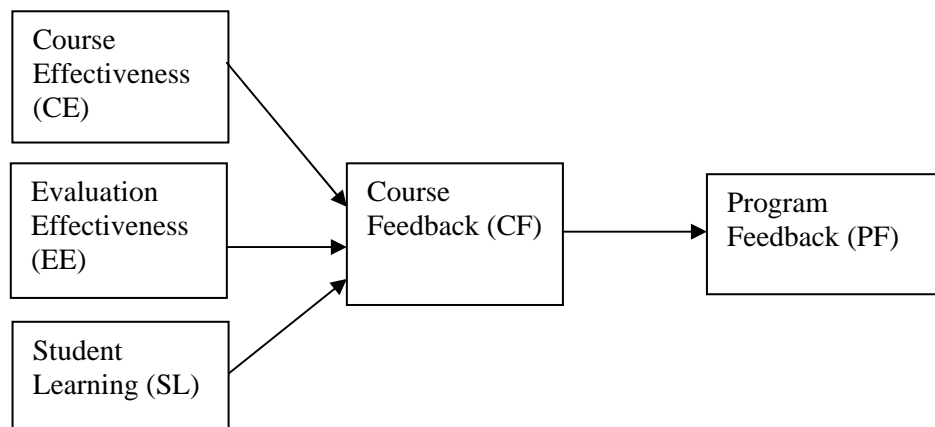 Course
Effectiveness
(CE)
Evaluation
Effectiveness
(EE)
Student
Learning (SL)
Course
Feedback (CF)
Program
Feedback (PF)